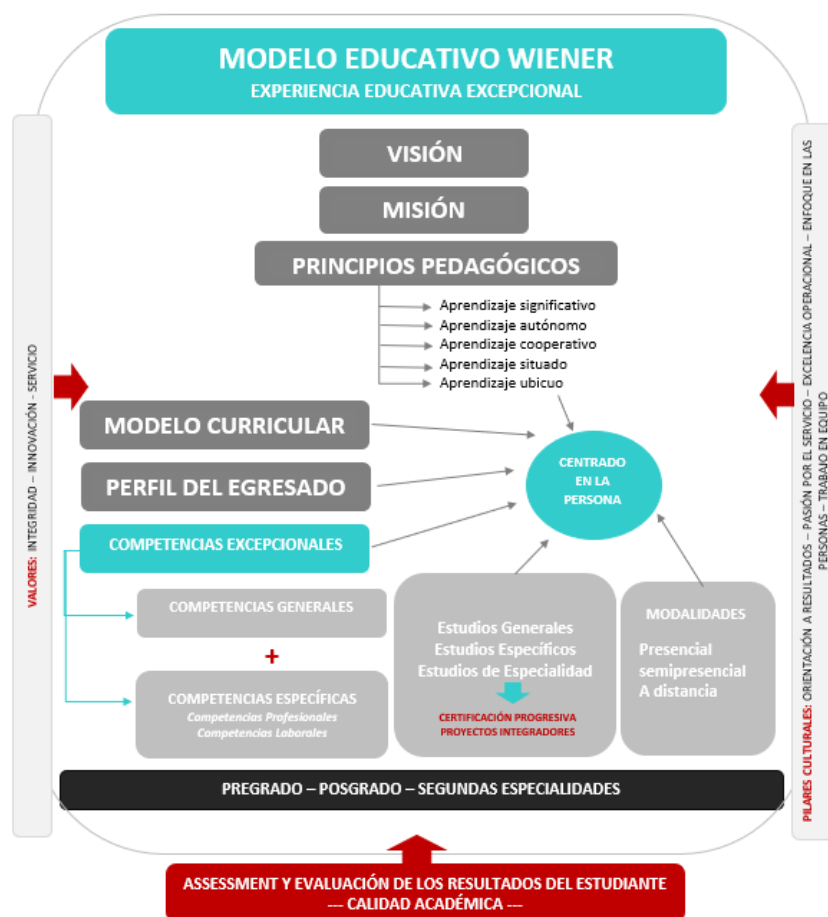 MODELO EDUCATIVO WIENER
EXPERIENCIA EDUCATIVA EXCEPCIONAL
VISIÓN
MISIÓN
PRINCIPIOS PEDAGÓGICOS
Aprendizaje significativo
Aprendizaje autónomo
Aprendizaje cooperativo
Aprendizaje situado
Aprendizaje ubicuo
VALORES: INTEGRIDAD – INNOVACIÓN - SERVICIO
MODELO CURRICULAR
PERFIL DEL EGRESADO
COMPETENCIAS EXCEPCIONALES
CENTRADO
EN LA
PERSONA
COMPETENCIAS GENERALES
+
COMPETENCIAS ESPECÍFICAS
Competencias Profesionales
Competencias Laborales
Estudios Generales
Estudios Específicos
Estudios de Especialidad
CERTIFICACIÓN PROGRESIVA
PROYECTOS INTEGRADORES
MODALIDADES
Presencial
semipresencial
A distancia
PILARES CULTURALES: ORIENTACIÓN A RESULTADOS – PASIÓN POR EL SERVICIO – EXCELENCIA OPERACIONAL – ENFOQUE EN LAS
PERSONAS – TRABAJO EN EQUIPO
PREGRADO – POSGRADO – SEGUNDAS ESPECIALIDADES
ASSESSMENT Y EVALUACIÓN DE LOS RESULTADOS DEL ESTUDIANTE
--- CALIDAD ACADÉMICA ---